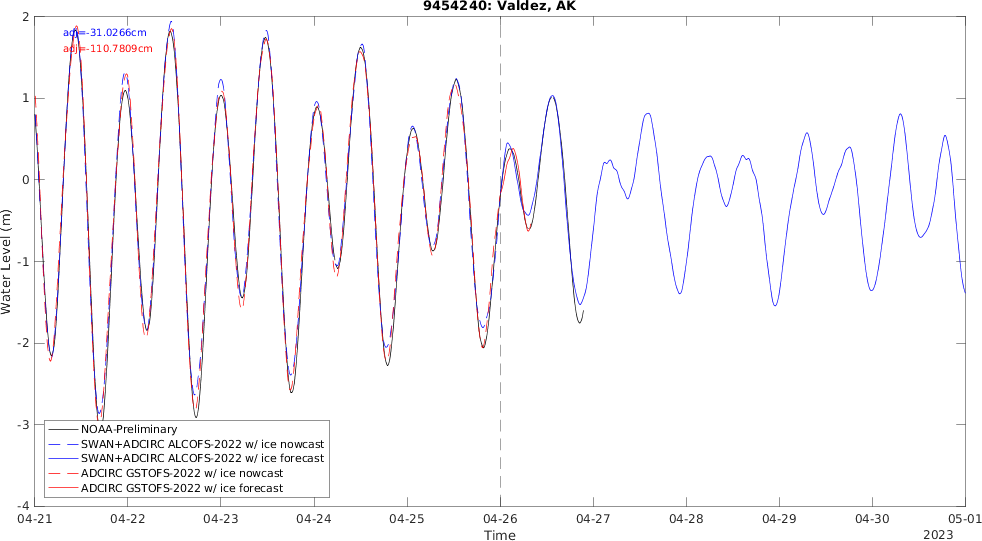 9454240: Valdez, AK
adj=-31.0266cm
adj=-110.7809cm
2
1
0
-1
-2
-3
-4
Water Level (m)
NOAA-Preliminary
SWAN+ADCIRC ALCOFS-2022 w/ ice nowcast
SWAN+ADCIRC ALCOFS-2022 w/ ice forecast
ADCIRC GSTOFS-2022 w/ ice nowcast
ADCIRC GSTOFS-2022 w/ ice forecast
04-21 04-22 04-23 04-24 04-25 04-26 04-27 04-28 04-29 04-30 05-01
Time
2023